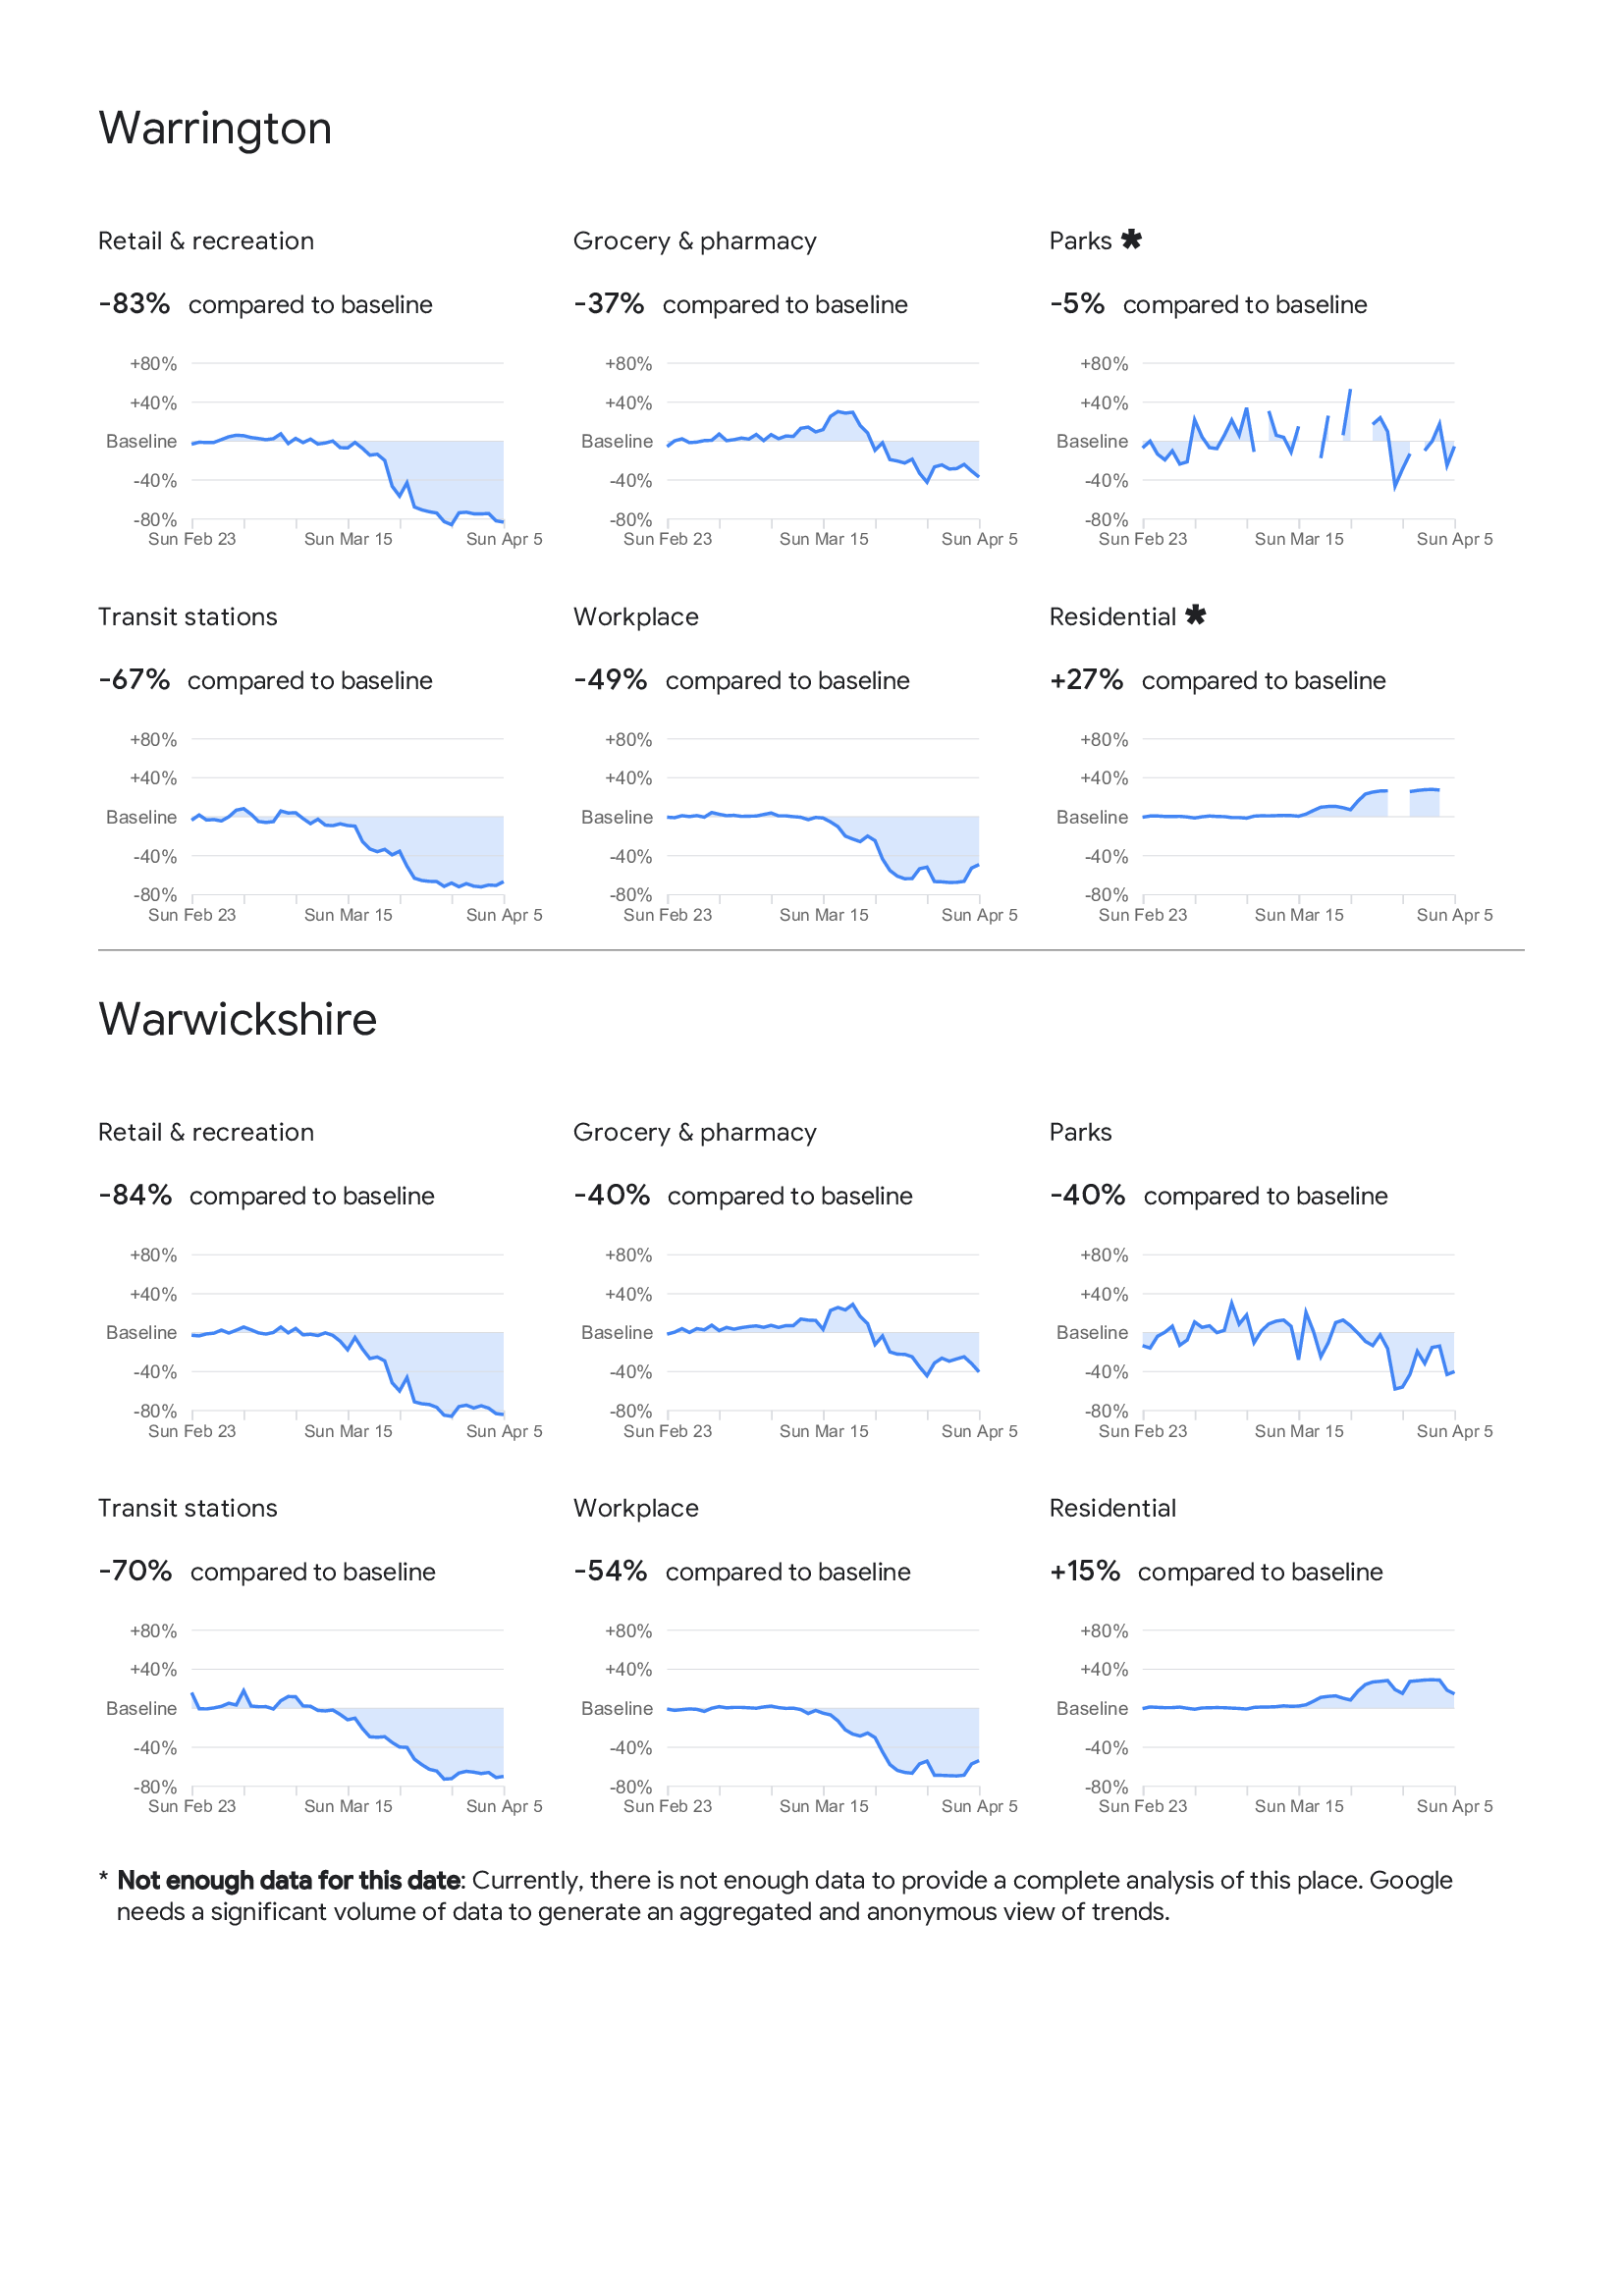 Warrington
Retail & recreation
-83% compared to baseline
+80%
+40%
Baseline
-40%
-80%
Sun Feb 23 Sun Mar 15 Sun Apr 5
Grocery & pharmacy
-37% compared to baseline
+80%
+40%
Baseline
-40%
-80%
Sun Feb 23 Sun Mar 15 Sun Apr 5
Parks *
-5% compared to baseline
+80%
+40%
Baseline
-40%
-80%
Sun Feb 23 Sun Mar 15 Sun Apr 5
Transit stations
-67% compared to baseline
+80%
+40%
Baseline
-40%
-80%
Sun Feb 23 Sun Mar 15 Sun Apr 5
Workplace
-49% compared to baseline
+80%
+40%
Baseline
-40%
-80%
Sun Feb 23 Sun Mar 15 Sun Apr 5
Residential *
+27% compared to baseline
+80%
+40%
Baseline
-40%
-80%
Sun Feb 23 Sun Mar 15 Sun Apr 5
Warwickshire
Retail & recreation
-84% compared to baseline
+80%
+40%
Baseline
-40%
-80%
Sun Feb 23 Sun Mar 15 Sun Apr 5
Grocery & pharmacy
-40% compared to baseline
+80%
+40%
Baseline
-40%
-80%
Sun Feb 23 Sun Mar 15 Sun Apr 5
Parks
-40% compared to baseline
+80%
+40%
Baseline
-40%
-80%
Sun Feb 23 Sun Mar 15 Sun Apr 5
Transit stations
-70% compared to baseline
+80%
+40%
Baseline
-40%
-80%
Sun Feb 23 Sun Mar 15 Sun Apr 5
Workplace
-54% compared to baseline
+80%
+40%
Baseline
-40%
-80%
Sun Feb 23 Sun Mar 15 Sun Apr 5
Residential
+15% compared to baseline
+80%
+40%
Baseline
-40%
-80%
Sun Feb 23 Sun Mar 15 Sun Apr 5
* Not enough data for this date: Currently, there is not enough data to provide a complete analysis of this place. Google
needs a significant volume of data to generate an aggregated and anonymous view of trends.